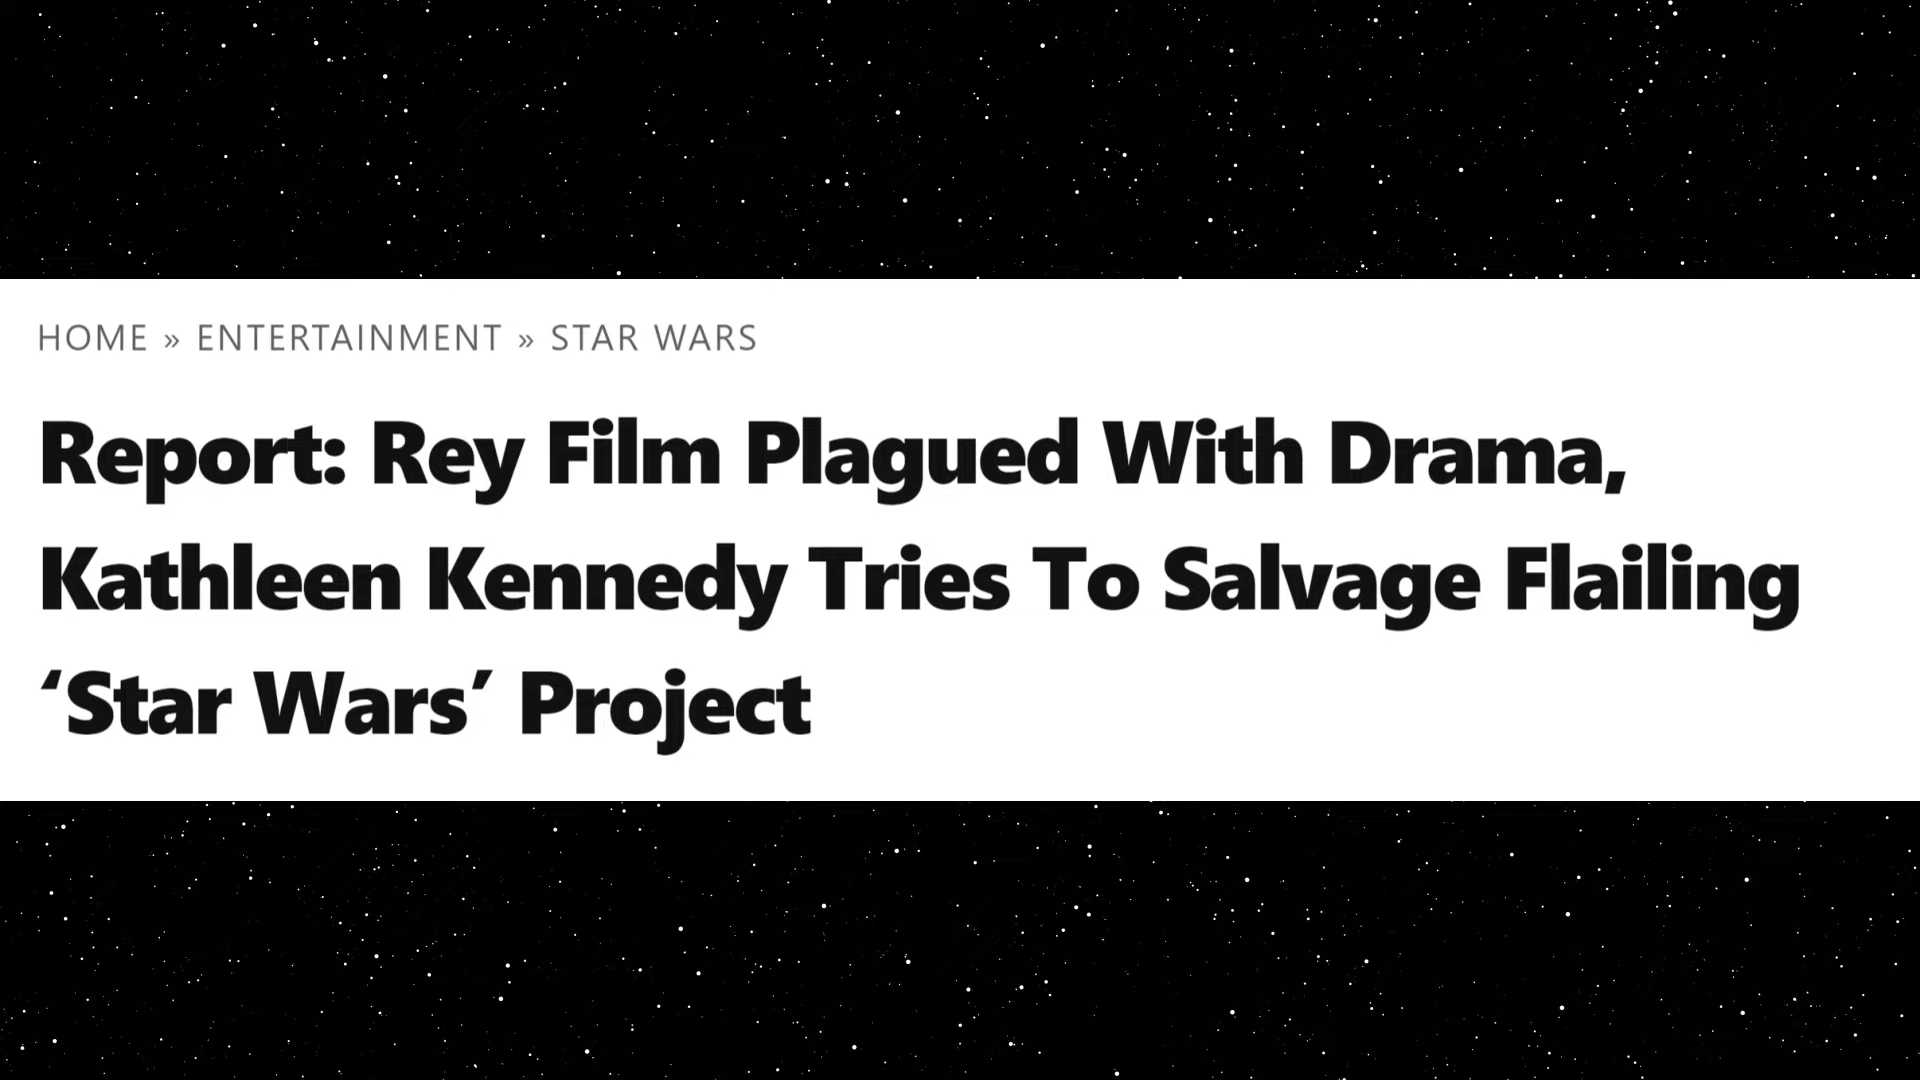 HOME » ENTERTAINMENT » STAR WARS
Report: Rey Film Plagued With Drama,
Kathleen Kennedy Tries To Salvage Flailing
‘Star Wars’ Project